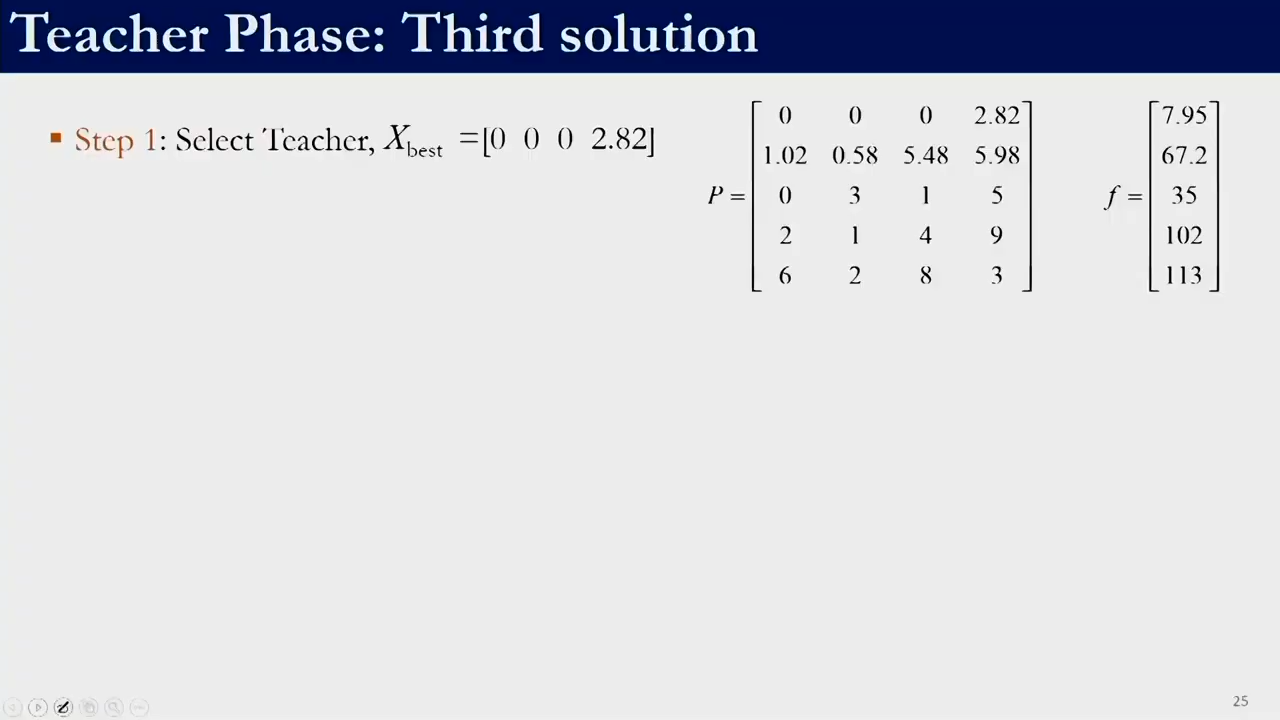 Teacher Phase: Third solution
▪ Step 1: Select Teacher, X_best = [0 0 0 2.82]
P = [0 0 0 2.82
1.02 0.58 5.48 5.98
0 3 1 5
2 1 4 9
6 2 8 3]
f = [7.95
67.2
35
102
113]
25